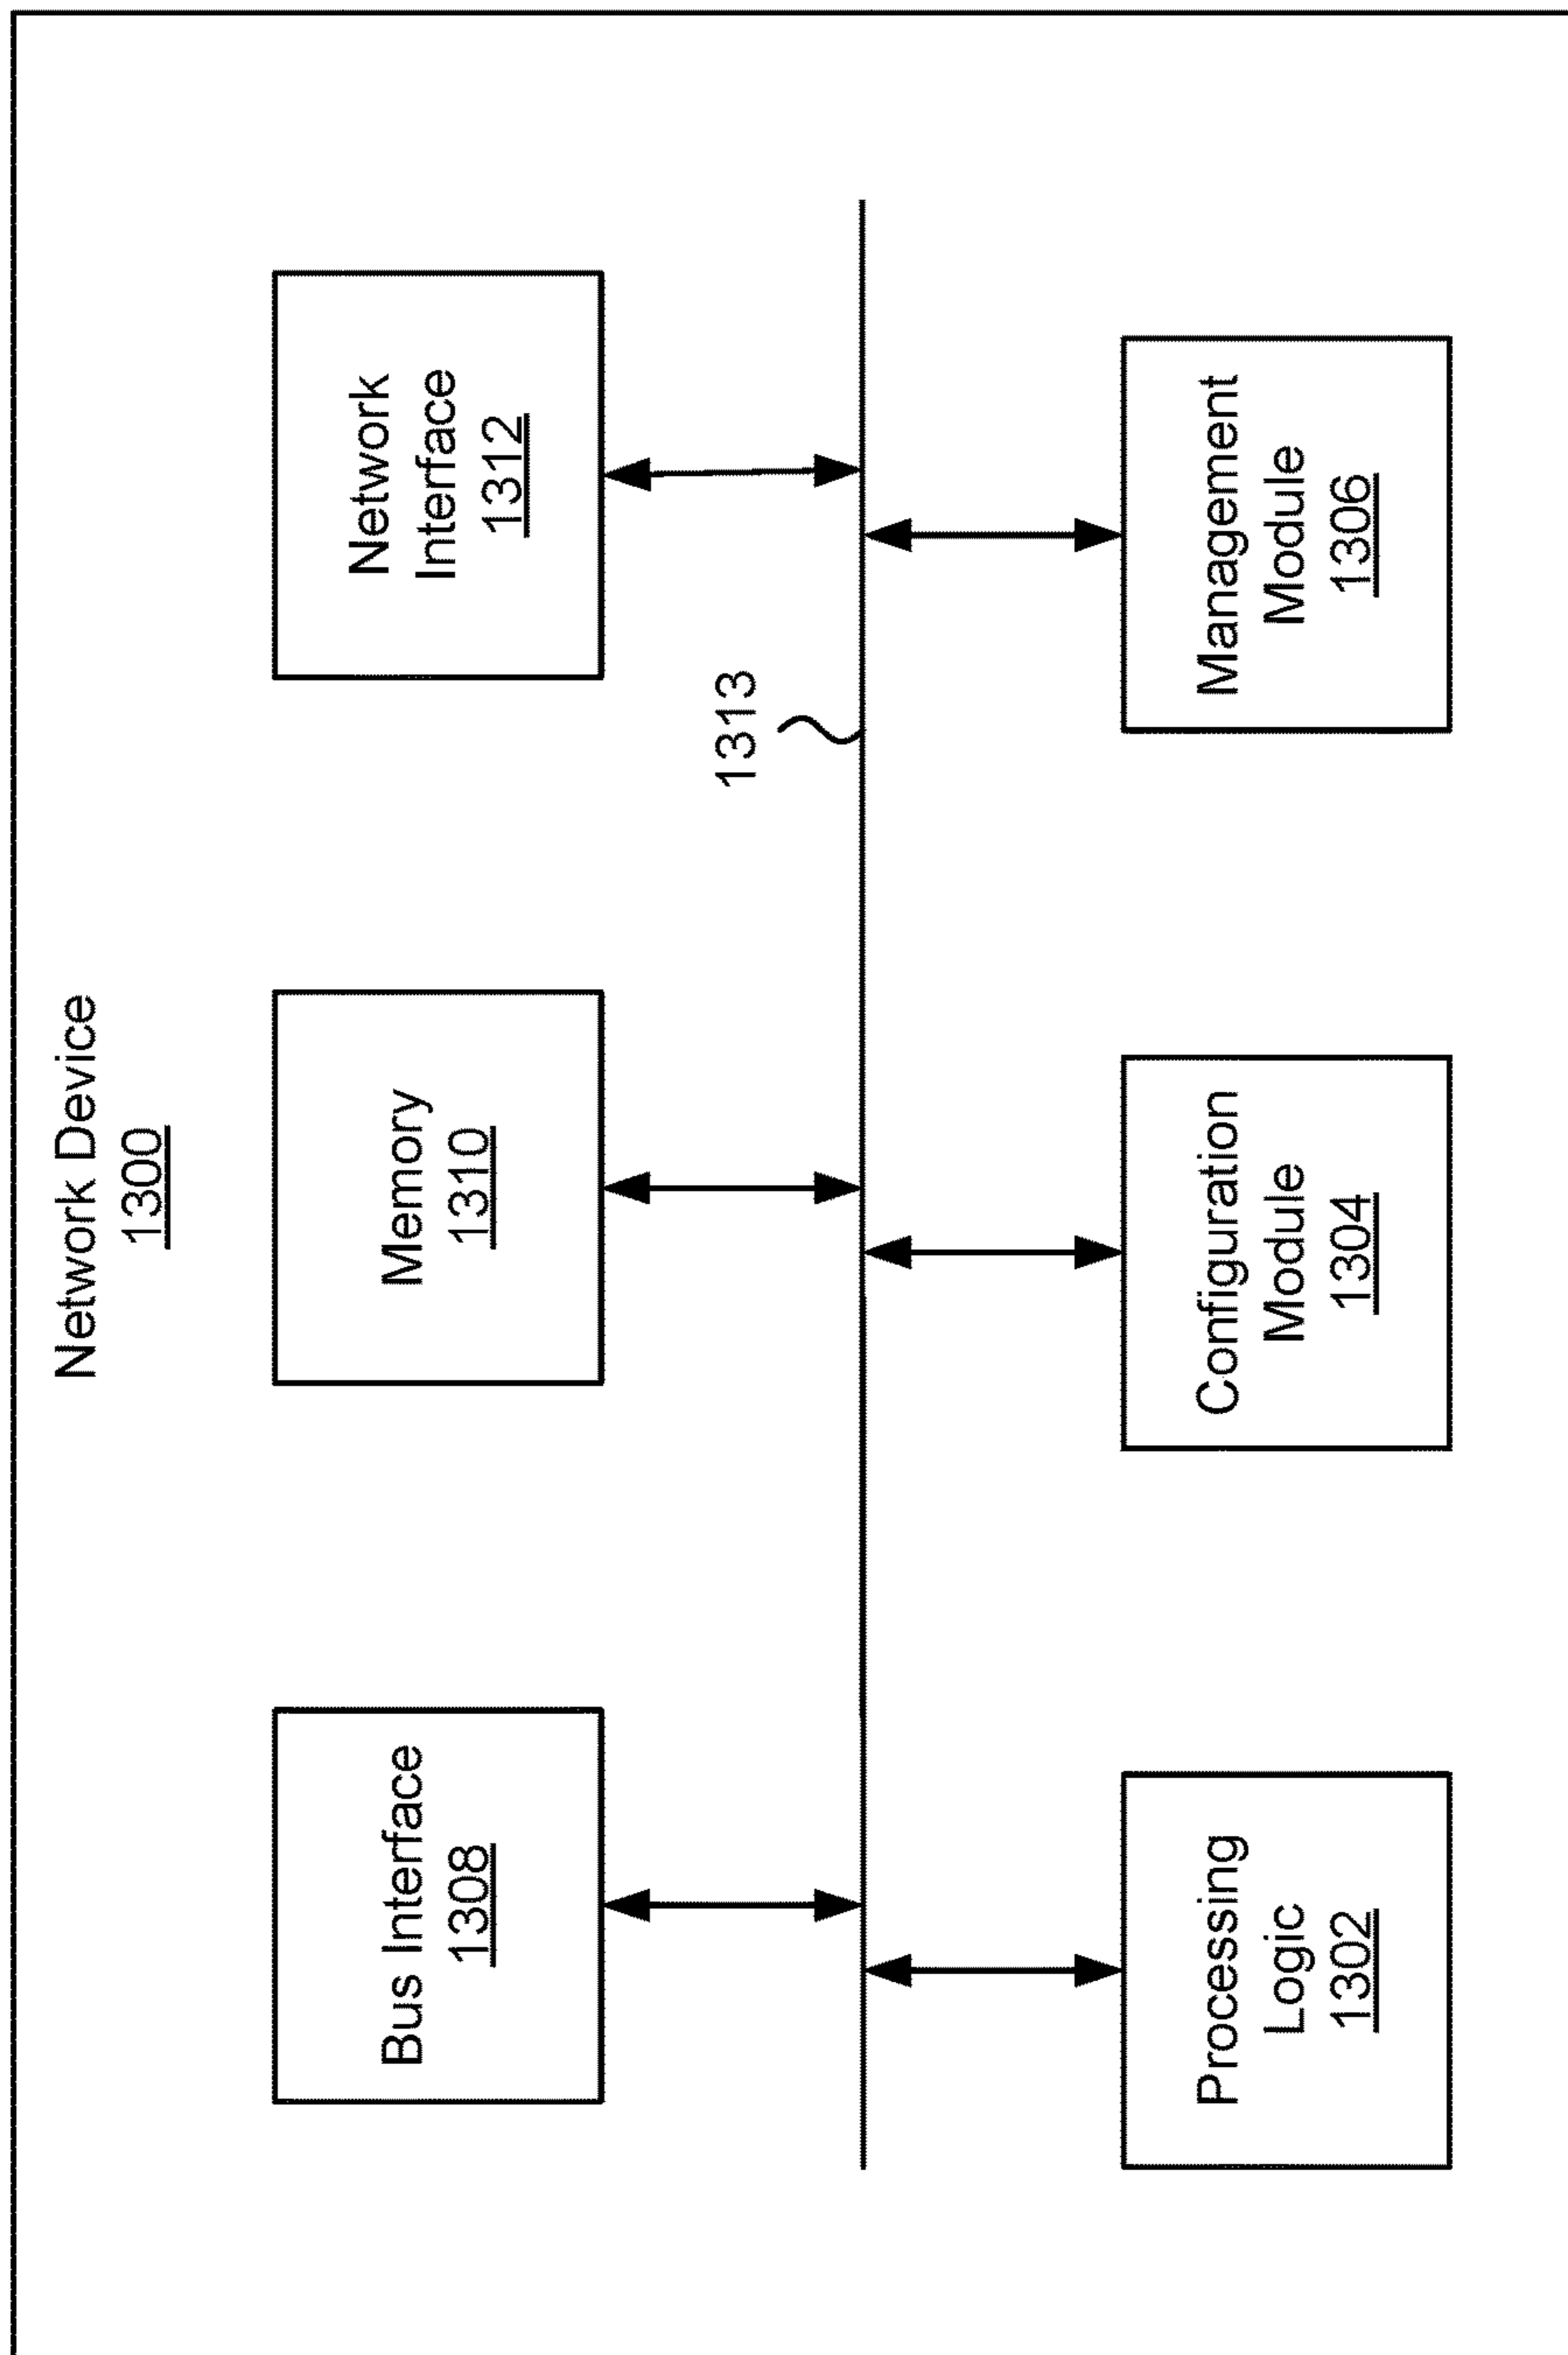 Network Device
1300
Bus Interface
1308
Memory
1310
Network
Interface
1312
1313
Processing
Logic
1302
Configuration
Module
1304
Management
Module
1306